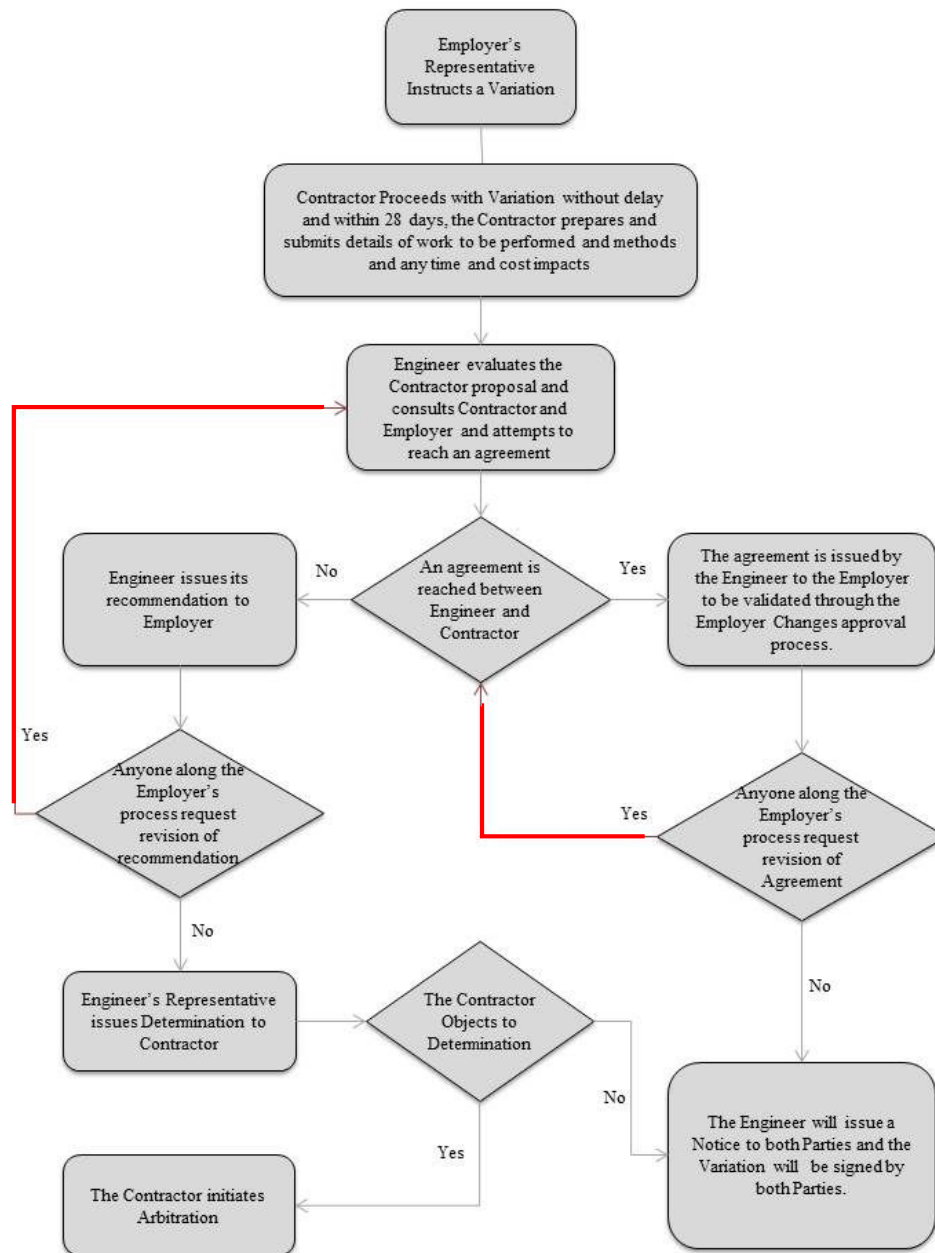 Employer’s
Representative
Instructs a Variation
Contractor Proceeds with Variation without delay
and within 28 days, the Contractor prepares and
submits details of work to be performed and methods
and any time and cost impacts
Engineer evaluates the
Contractor proposal and
consults Contractor and
Employer and attempts to
reach an agreement
Engineer issues its
recommendation to
Employer
No
An agreement is
reached between
Engineer and
Contractor
Yes
The agreement is issued by
the Engineer to the Employer
to be validated through the
Employer Changes approval
process.
Yes
Anyone along the
Employer’s
process request
revision of
recommendation
Yes
Anyone along the
Employer’s
process request
revision of
Agreement
No
No
Engineer’s Representative
issues Determination to
Contractor
The Contractor
Objects to
Determination
No
Yes
The Engineer will issue a
Notice to both Parties and the
Variation will be signed by
both Parties.
The Contractor initiates
Arbitration